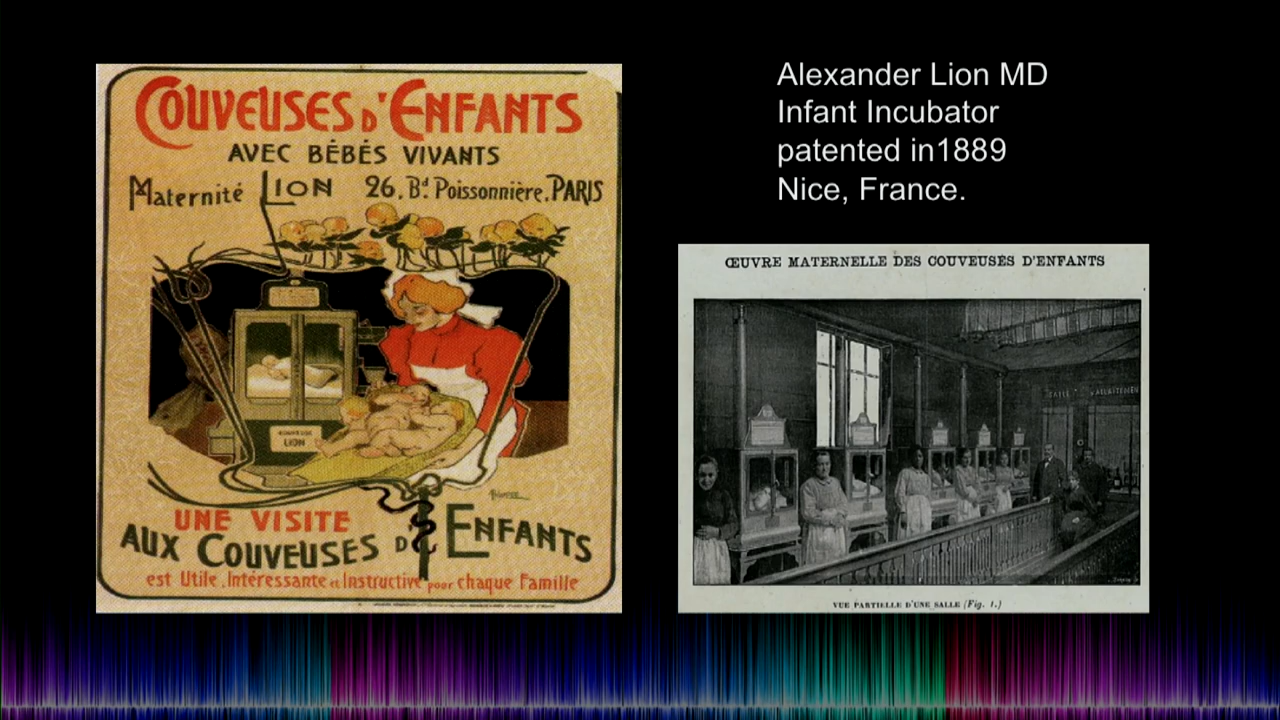 COUVEUSES D'ENFANTS
AVEC BÉBÉS VIVANTS
Maternité LION 26, Bd Poissonnière, PARIS
LION
UNE VISITE
AUX COUVEUSES D'ENFANTS
est Utile, Intéressante et Instructive pour chaque Famille
Alexander Lion MD
Infant Incubator
patented in1889
Nice, France.
ŒUVRE MATERNELLE DES COUVEUSES D'ENFANTS
VUE PARTIELLE D'UNE SALLE (Fig. 1.)